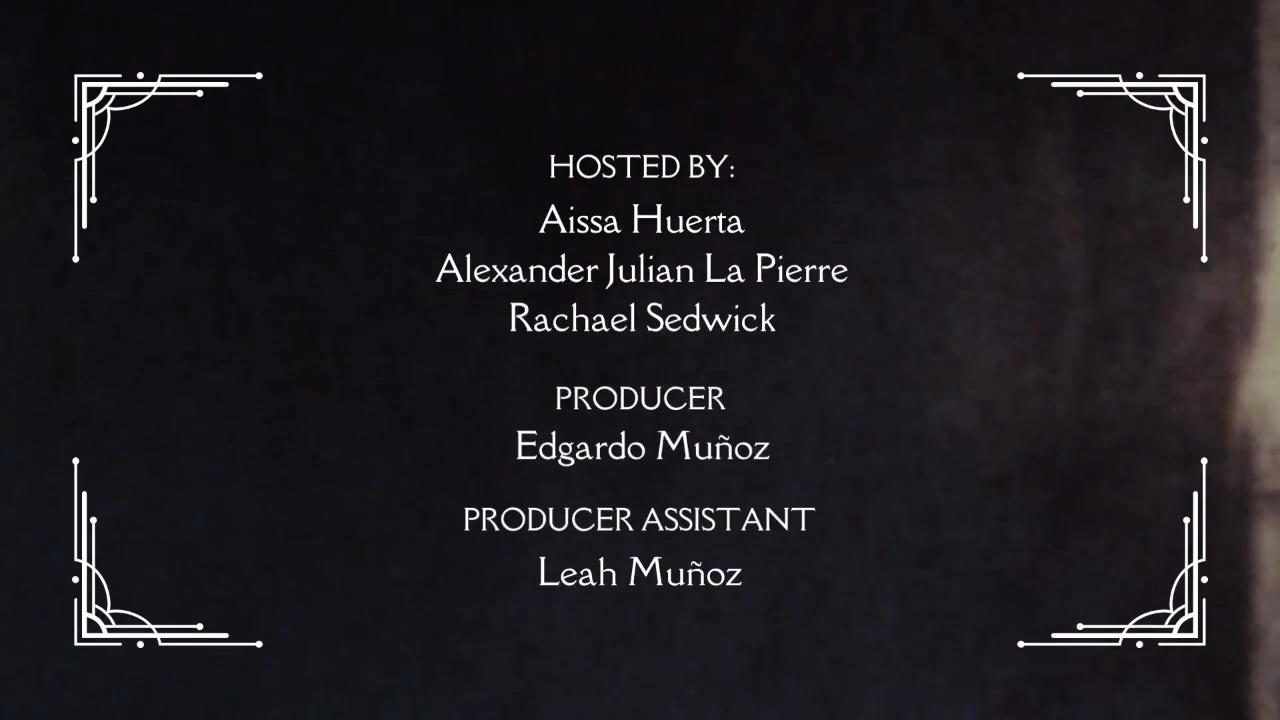 HOSTED BY:
Aissa Huerta
Alexander Julian La Pierre
Rachael Sedwick
PRODUCER
Edgardo Muñoz
PRODUCER ASSISTANT
Leah Muñoz